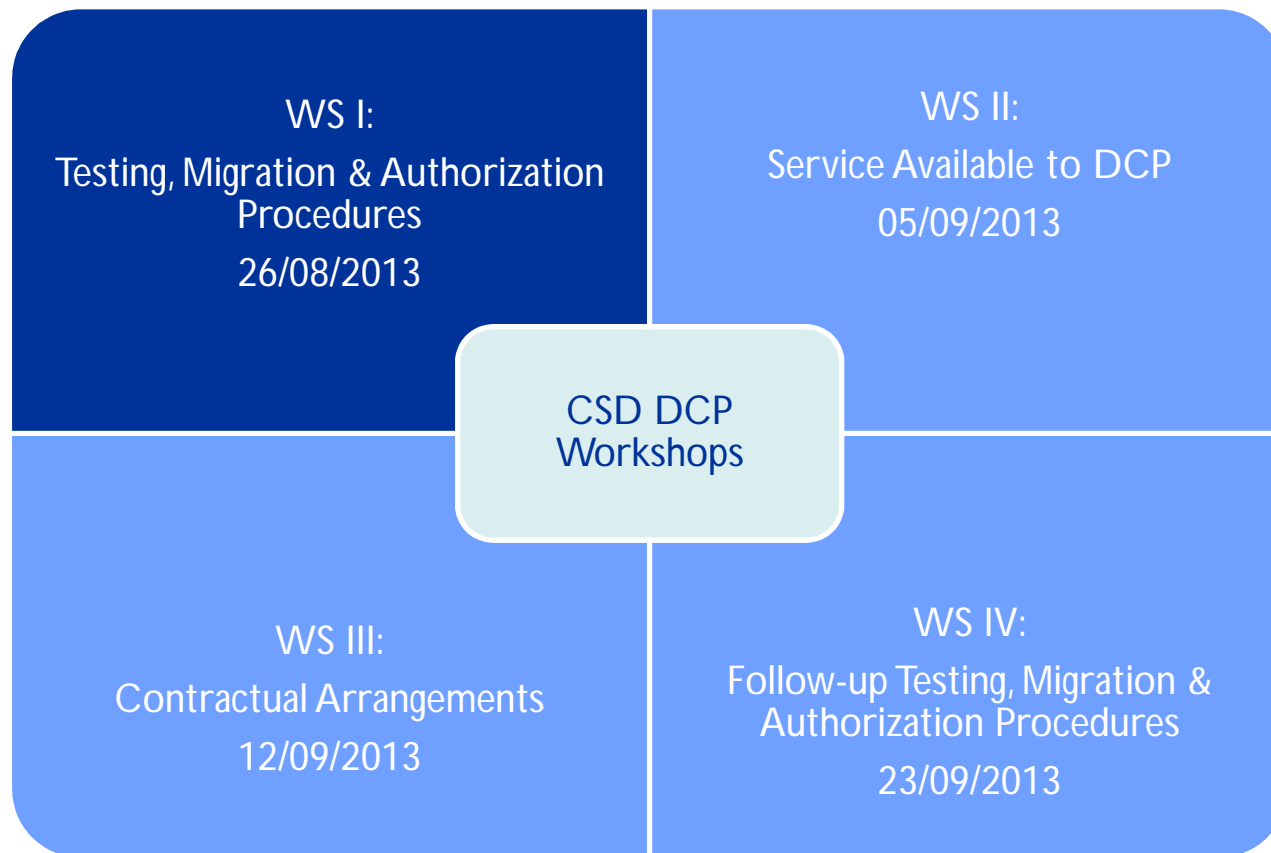 WS I:
Testing, Migration & Authorization
Procedures
26/08/2013
WS II:
Service Available to DCP
05/09/2013
CSD DCP
Workshops
WS III:
Contractual Arrangements
12/09/2013
WS IV:
Follow-up Testing, Migration &
Authorization Procedures
23/09/2013